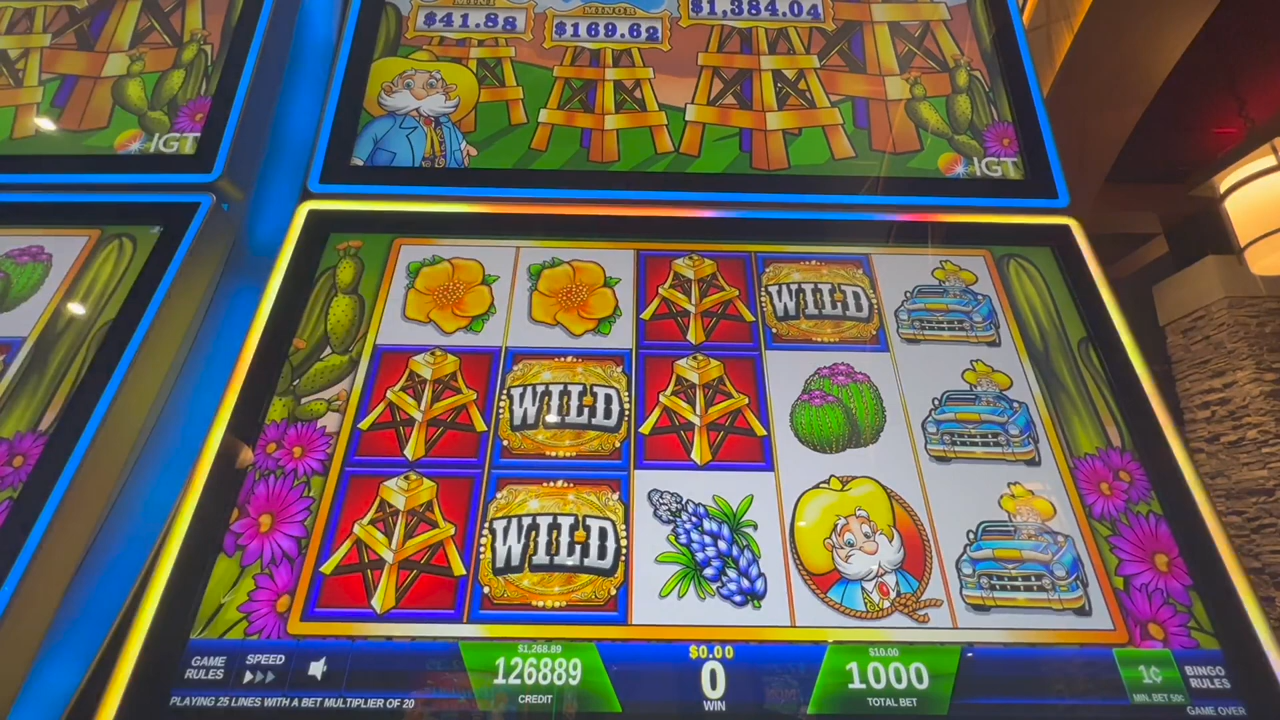 MINI
$41.88
MINOR
$169.62
$1,384.04
IGT
IGT
WILD
WILD
WILD
GAME
RULES
SPEED
$1,268.89
126889
CREDIT
$0.00
0
WIN
$10.00
1000
TOTAL BET
1¢
MIN. BET 50¢
BINGO
RULES
PLAYING 25 LINES WITH A BET MULTIPLIER OF 20
GAME OVER